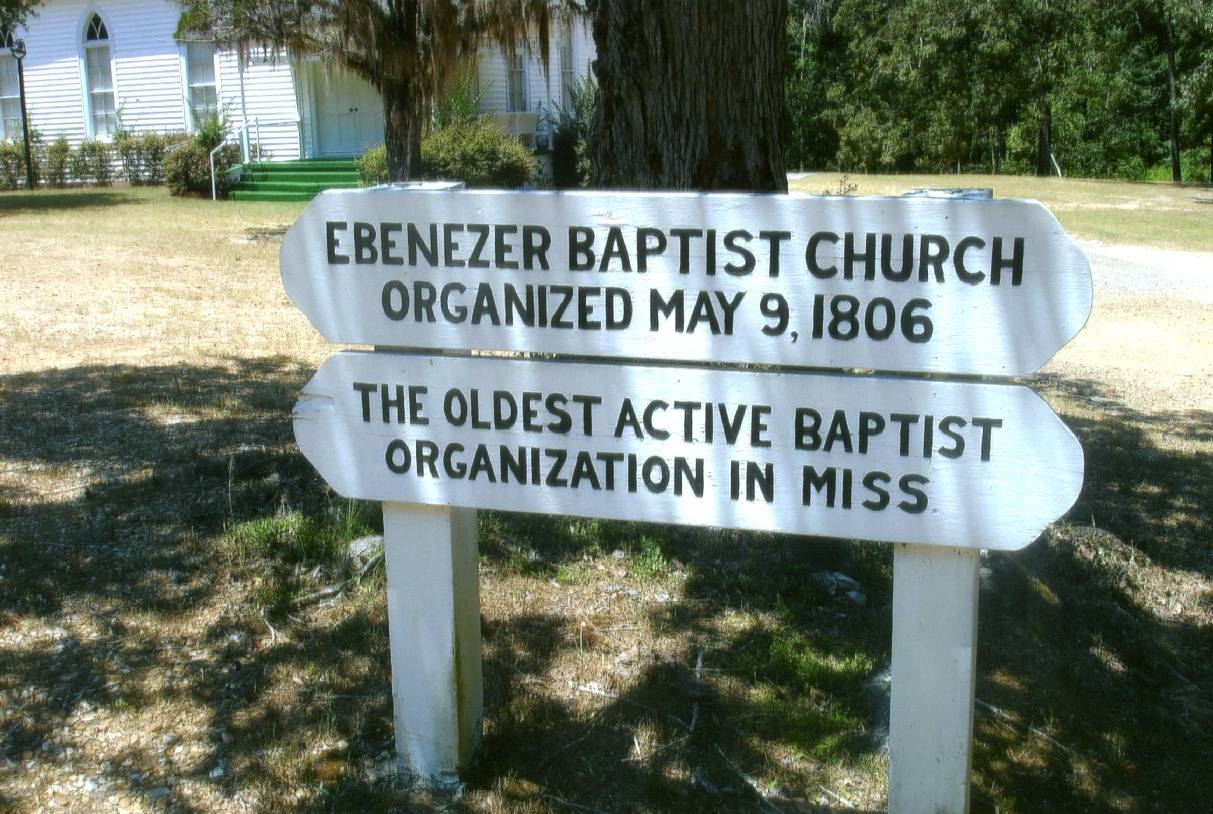 EBENEZER BAPTIST CHURCH
ORGANIZED MAY 9, 1806
THE OLDEST ACTIVE BAPTIST
ORGANIZATION IN MISS.